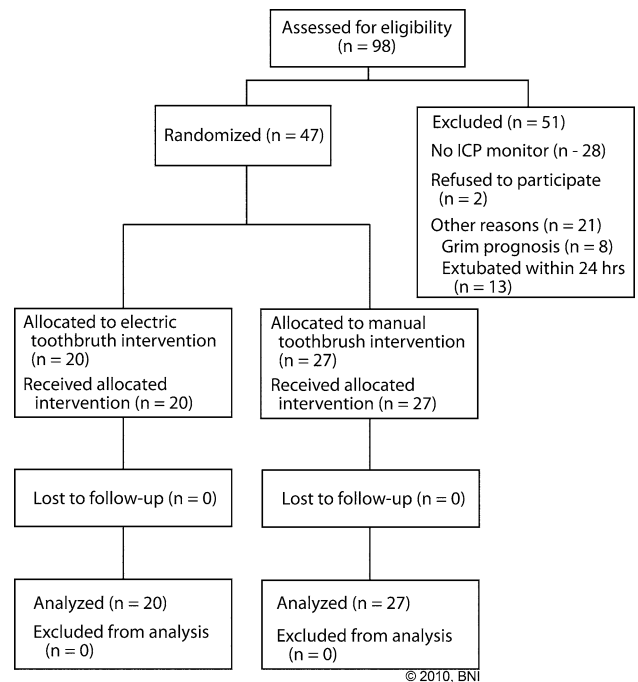 Assessed for eligibility
(n = 98)
Randomized (n = 47)
Excluded (n = 51)
No ICP monitor (n - 28)
Refused to participate
(n = 2)
Other reasons (n = 21)
Grim prognosis (n = 8)
Extubated within 24 hrs
(n = 13)
Allocated to electric
toothbruth intervention
(n = 20)
Received allocated
intervention (n = 20)
Allocated to manual
toothbrush intervention
(n = 27)
Received allocated
intervention (n = 27)
Lost to follow-up (n = 0)
Lost to follow-up (n = 0)
Analyzed (n = 20)
Excluded from analysis
(n = 0)
Analyzed (n = 27)
Excluded from analysis
(n = 0)
© 2010, BNI